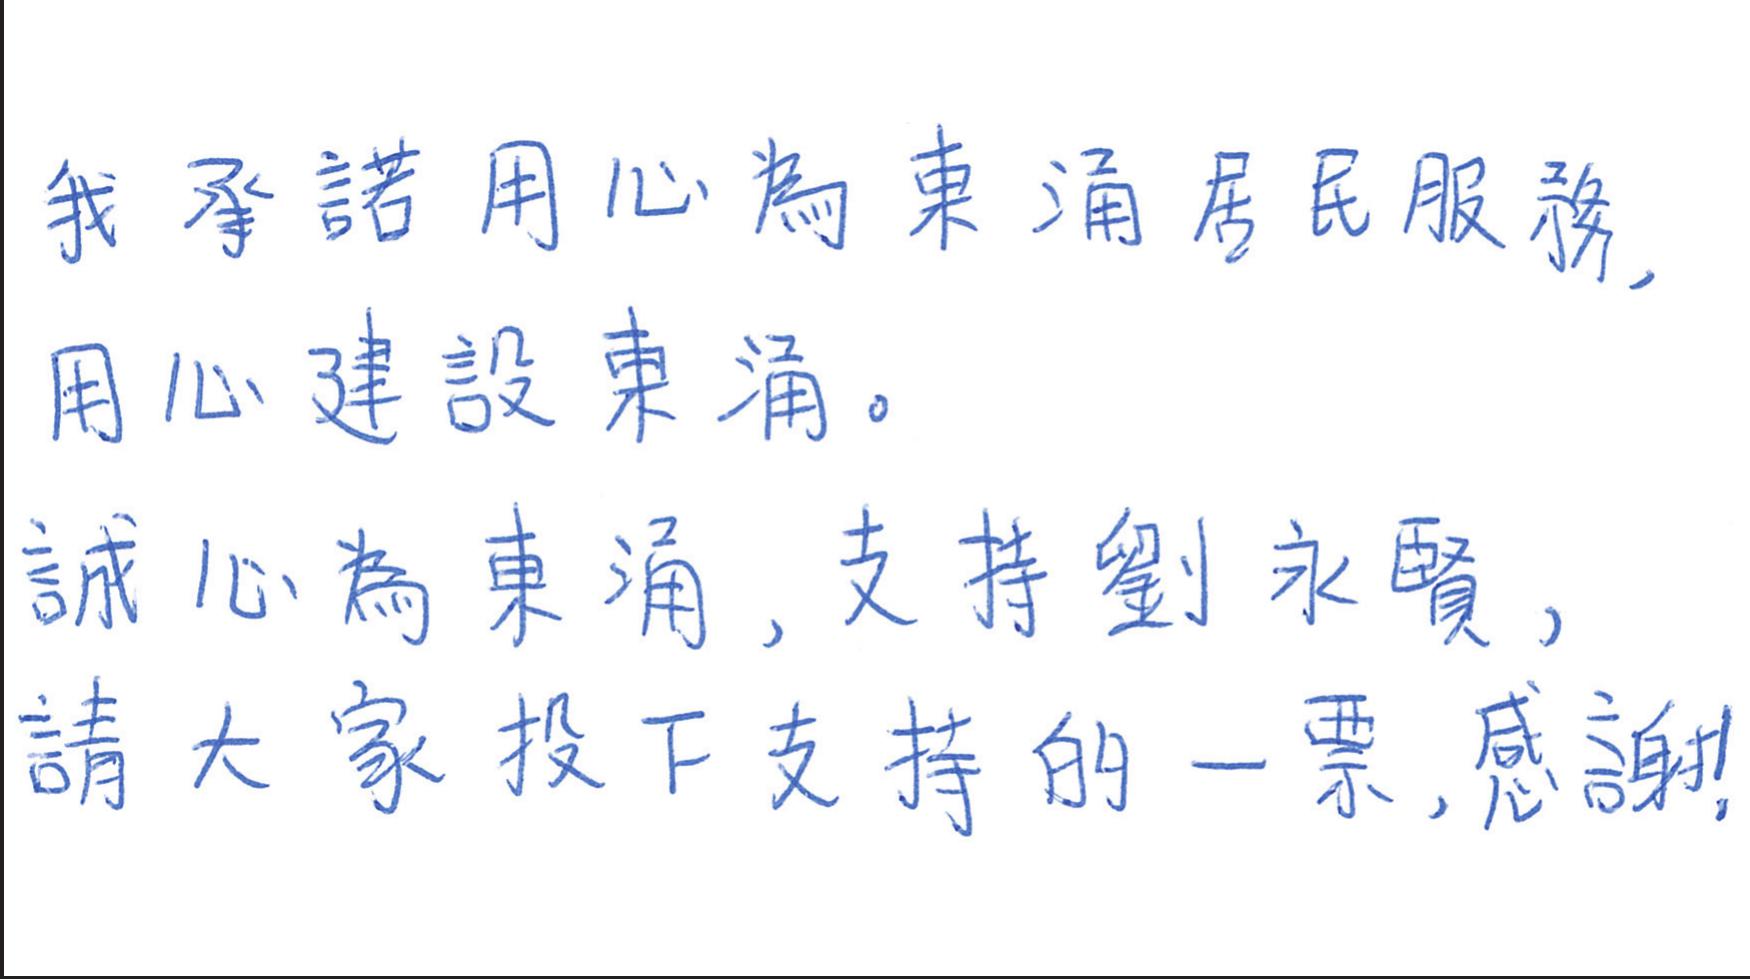 我承諾用心為東涌居民服務,
用心建設東涌。
誠心為東涌,支持劉永賢,
請大家投下支持的一票,感謝!